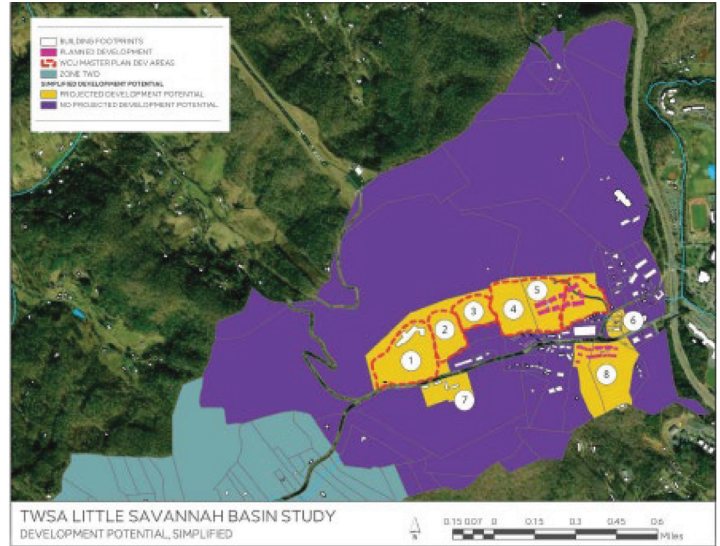 BUILDING FOOTPRINTS
PLANNED DEVELOPMENT
WCU MASTER PLAN DEV AREAS
ZONE TWO
SIMPLIFIED DEVELOPMENT POTENTIAL
PROJECTED DEVELOPMENT POTENTIAL
NO PROJECTED DEVELOPMENT POTENTIAL
5
3
4
6
2
1
8
7
TWSA LITTLE SAVANNAH BASIN STUDY
DEVELOPMENT POTENTIAL, SIMPLIFIED
N
0.15 0.07 0 0.15 0.3 0.45 0.6
Miles